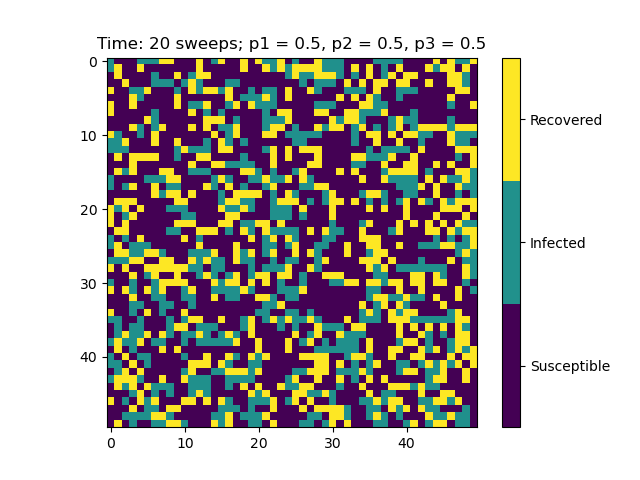 Time: 20 sweeps; p1 = 0.5, p2 = 0.5, p3 = 0.5
0
10
20
30
40
0
10
20
30
40
Recovered
Infected
Susceptible